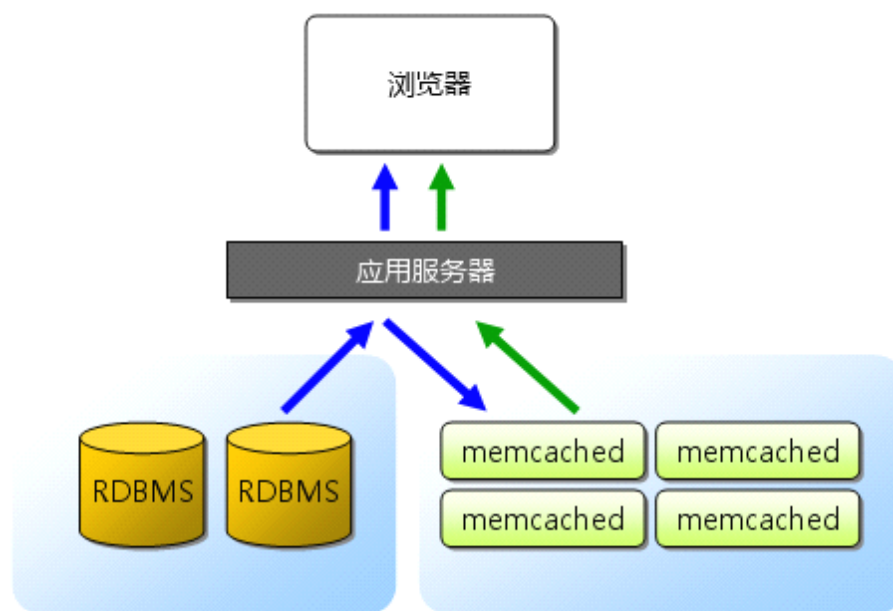 浏览器
应用服务器
RDBMS
RDBMS
memcached
memcached
memcached
memcached